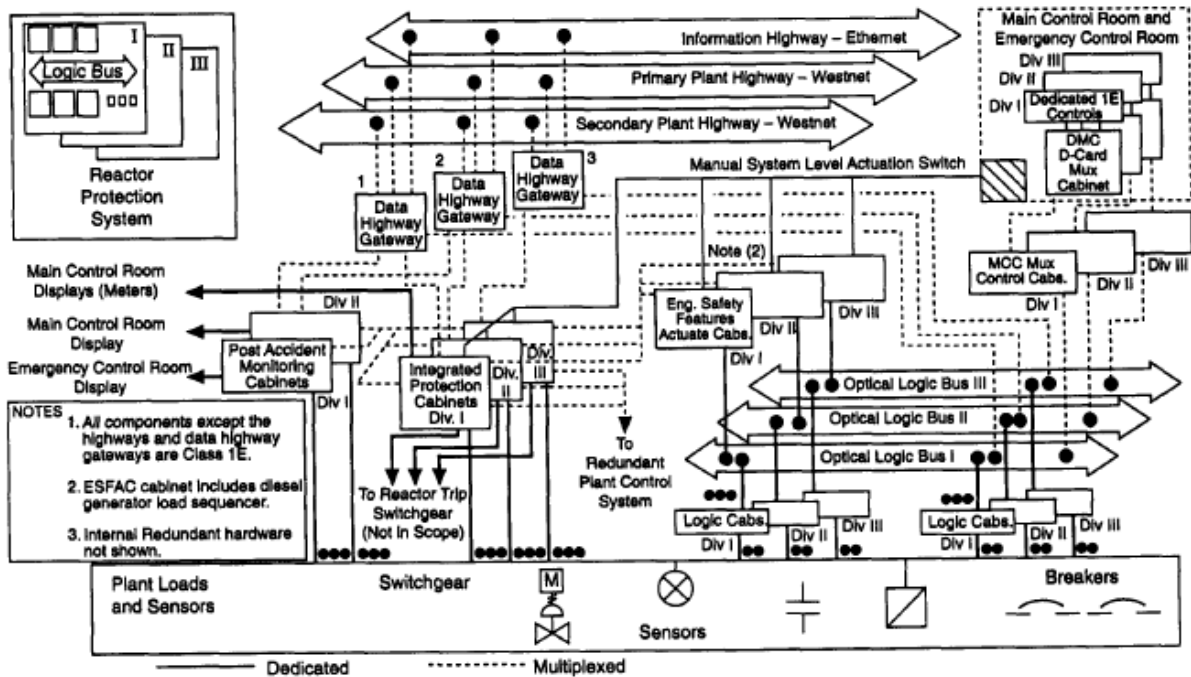 I
II
III
Logic Bus
Reactor
Protection
System
Information Highway – Ethernet
Primary Plant Highway – Westnet
Secondary Plant Highway – Westnet
Main Control Room and
Emergency Control Room
Div III
Div II
Div I
Dedicated 1E
Controls
DMC
D-Card
Mux
Cabinet
Manual System Level Actuation Switch
1
Data
Highway
Gateway
2
Data
Highway
Gateway
3
Data
Highway
Gateway
Note (2)
MCC Mux
Control Cabs.
Div I
Div II
Div III
Main Control Room
Displays (Meters)
Main Control Room
Display
Emergency Control Room
Display
Div II
Post Accident
Monitoring
Cabinets
Div I
Integrated
Protection
Cabinets
Div. I
Div.
II
Div.
III
Eng. Safety
Features
Actuate Cabs.
Div I
Div II
Div III
Optical Logic Bus III
Optical Logic Bus II
Optical Logic Bus I
NOTES
1. All components except the
highways and data highway
gateways are Class 1E.
2. ESFAC cabinet includes diesel
generator load sequencer.
3. Internal Redundant hardware
not shown.
To Reactor Trip
Switchgear
(Not In Scope)
To
Redundant
Plant Control
System
Logic Cabs.
Div I
Div II
Div III
Logic Cabs.
Div I
Div II
Div III
Plant Loads
and Sensors
Switchgear
M
Sensors
Breakers
Dedicated
Multiplexed